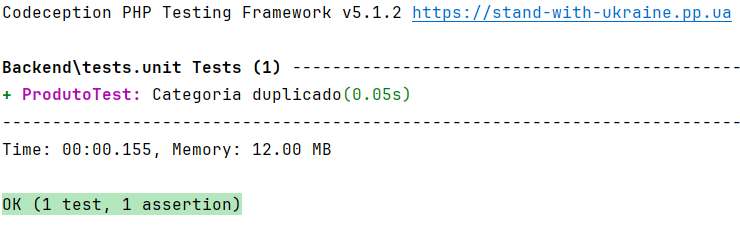 Codeception PHP Testing Framework v5.1.2 https://stand-with-ukraine.pp.ua
Backend\tests.unit Tests (1) ---------------------------------------------
+ ProdutoTest: Categoria duplicado(0.05s)
--------------------------------------------------------------------------
Time: 00:00.155, Memory: 12.00 MB
OK (1 test, 1 assertion)